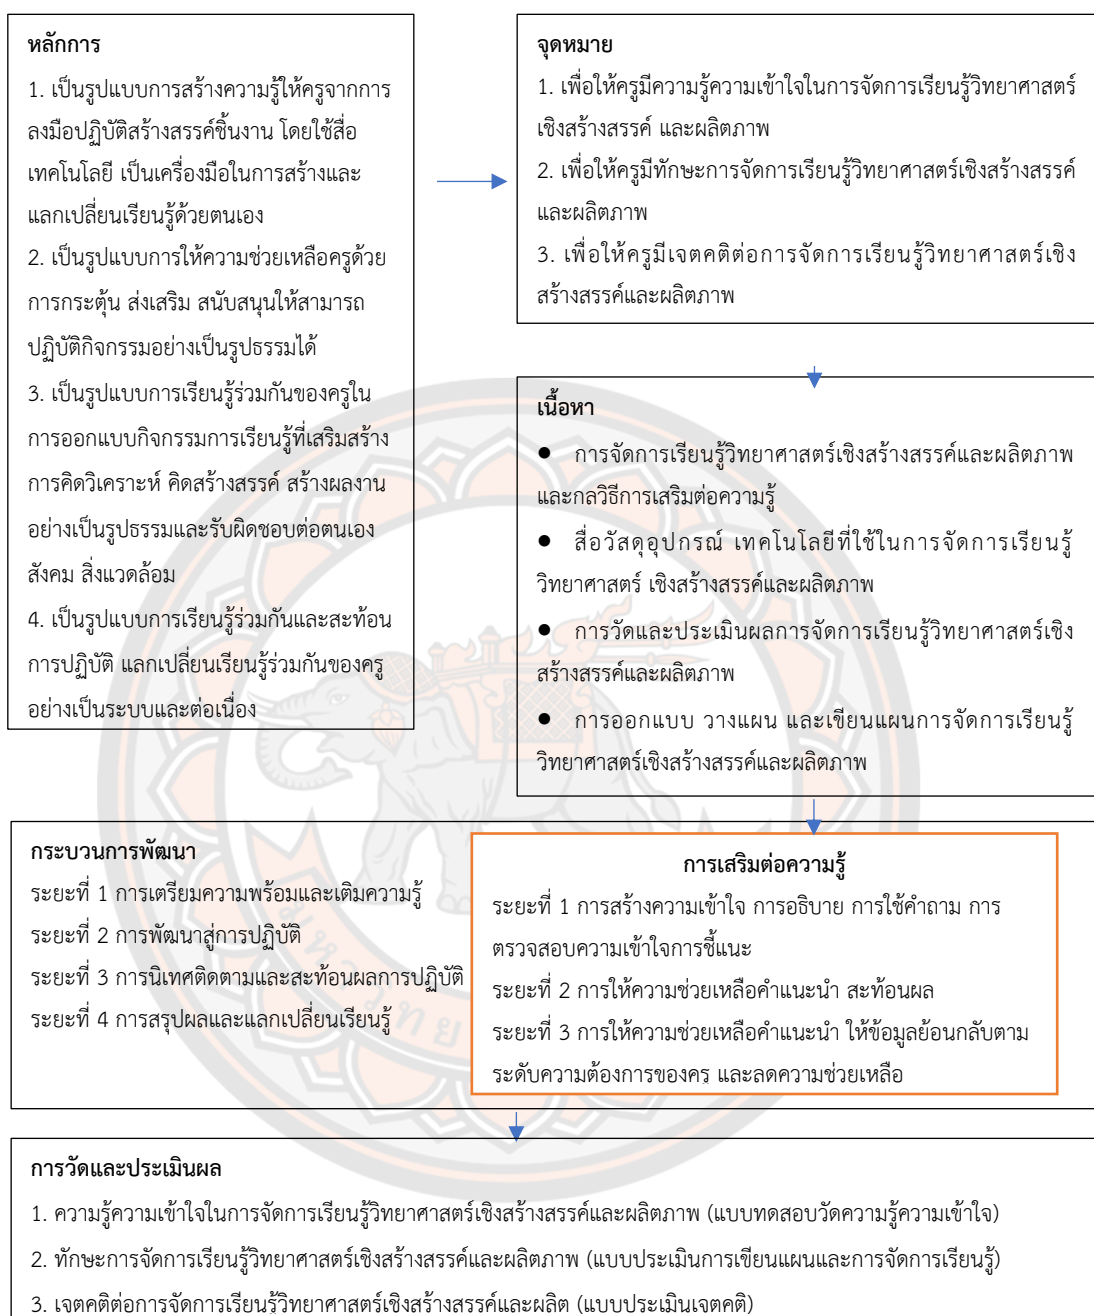 หลักการ
1. เป็นรูปแบบการสร้างความรู้ให้ครูจากการ
ลงมือปฏิบัติสร้างสรรค์ชิ้นงาน โดยใช้สื่อ
เทคโนโลยี เป็นเครื่องมือในการสร้างและ
แลกเปลี่ยนเรียนรู้ด้วยตนเอง
2. เป็นรูปแบบการให้ความช่วยเหลือครูด้วย
การกระตุ้น ส่งเสริม สนับสนุนให้สามารถ
ปฏิบัติกิจกรรมอย่างเป็นรูปธรรมได้
3. เป็นรูปแบบการเรียนรู้ร่วมกันของครูใน
การออกแบบกิจกรรมการเรียนรู้ที่เสริมสร้าง
การคิดวิเคราะห์ คิดสร้างสรรค์ สร้างผลงาน
อย่างเป็นรูปธรรมและรับผิดชอบต่อตนเอง
สังคม สิ่งแวดล้อม
4. เป็นรูปแบบการเรียนรู้ร่วมกันและสะท้อน
การปฏิบัติ แลกเปลี่ยนเรียนรู้ร่วมกันของครู
อย่างเป็นระบบและต่อเนื่อง
จุดหมาย
1. เพื่อให้ครูมีความรู้ความเข้าใจในการจัดการเรียนรู้วิทยาศาสตร์
เชิงสร้างสรรค์ และผลิตภาพ
2. เพื่อให้ครูมีทักษะการจัดการเรียนรู้วิทยาศาสตร์เชิงสร้างสรรค์
และผลิตภาพ
3. เพื่อให้ครูมีเจตคติต่อการจัดการเรียนรู้วิทยาศาสตร์เชิง
สร้างสรรค์และผลิตภาพ
เนื้อหา
● การจัดการเรียนรู้วิทยาศาสตร์เชิงสร้างสรรค์และผลิตภาพ
และกลวิธีการเสริมต่อความรู้
● สื่อวัสดุอุปกรณ์ เทคโนโลยีที่ใช้ในการจัดการเรียนรู้
วิทยาศาสตร์ เชิงสร้างสรรค์และผลิตภาพ
● การวัดและประเมินผลการจัดการเรียนรู้วิทยาศาสตร์เชิง
สร้างสรรค์และผลิตภาพ
● การออกแบบ วางแผน และเขียนแผนการจัดการเรียนรู้
วิทยาศาสตร์เชิงสร้างสรรค์และผลิตภาพ
กระบวนการพัฒนา
ระยะที่ 1 การเตรียมความพร้อมและเติมความรู้
ระยะที่ 2 การพัฒนาสู่การปฏิบัติ
ระยะที่ 3 การนิเทศติดตามและสะท้อนผลการปฏิบัติ
ระยะที่ 4 การสรุปผลและแลกเปลี่ยนเรียนรู้
การเสริมต่อความรู้
ระยะที่ 1 การสร้างความเข้าใจ การอธิบาย การใช้คำถาม การ
ตรวจสอบความเข้าใจการชี้แนะ
ระยะที่ 2 การให้ความช่วยเหลือคำแนะนำ สะท้อนผล
ระยะที่ 3 การให้ความช่วยเหลือคำแนะนำ ให้ข้อมูลย้อนกลับตาม
ระดับความต้องการของครู และลดความช่วยเหลือ
การวัดและประเมินผล
1. ความรู้ความเข้าใจในการจัดการเรียนรู้วิทยาศาสตร์เชิงสร้างสรรค์และผลิตภาพ (แบบทดสอบวัดความรู้ความเข้าใจ)
2. ทักษะการจัดการเรียนรู้วิทยาศาสตร์เชิงสร้างสรรค์และผลิตภาพ (แบบประเมินการเขียนแผนและการจัดการเรียนรู้)
3. เจตคติต่อการจัดการเรียนรู้วิทยาศาสตร์เชิงสร้างสรรค์และผลิต (แบบประเมินเจตคติ)